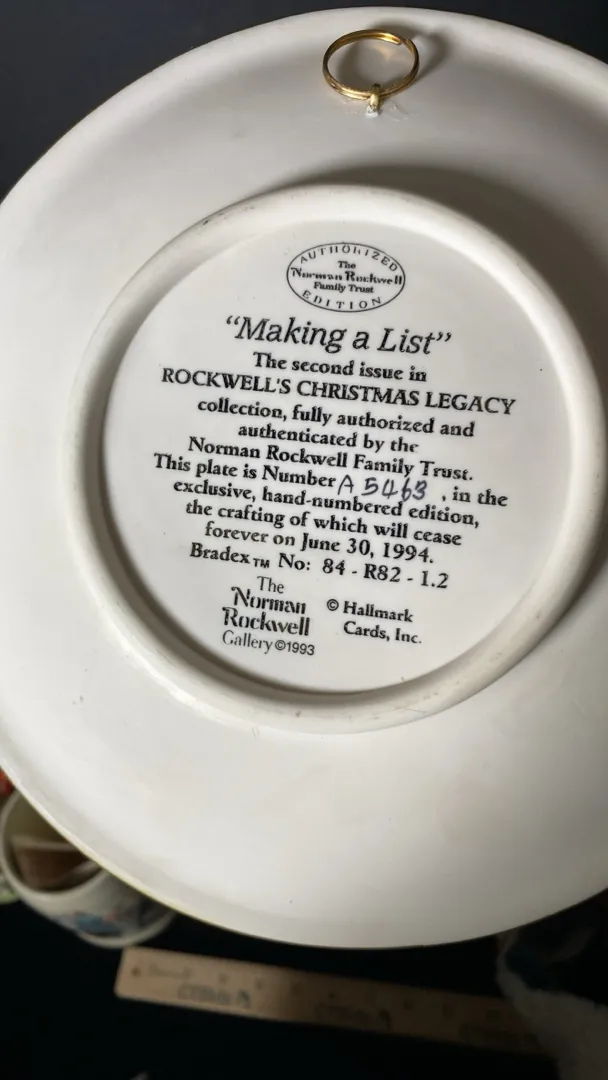 AUTHORIZED
The
Norman Rockwell
Family Trust
EDITION
“Making a List”
The second issue in
ROCKWELL'S CHRISTMAS LEGACY
collection, fully authorized and
authenticated by the
Norman Rockwell Family Trust.
This plate is Number A 5463 , in the
exclusive, hand-numbered edition,
the crafting of which will cease
forever on June 30, 1994.
Bradex™ No: 84 - R82 - 1.2
The
Norman
Rockwell
Gallery ©1993
© Hallmark
Cards, Inc.